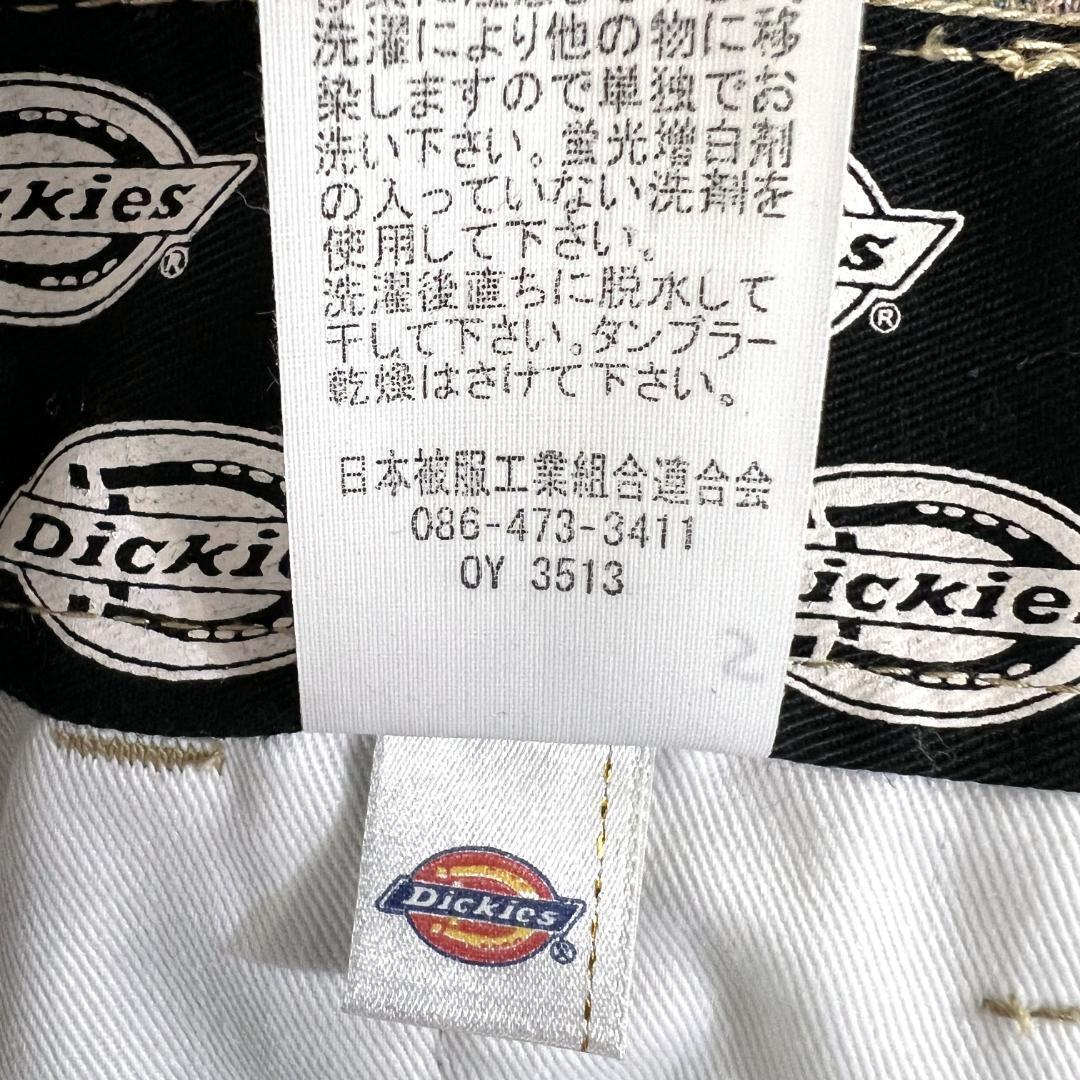 洗濯により他の物に移
染しますので単独でお
洗い下さい。蛍光増白剤
の入っていない洗剤を
使用して下さい。
洗濯後直ちに脱水して
干して下さい。タンブラー
乾燥はさけて下さい。
日本被服工業組合連合会
086-473-3411
OY 3513
2
ckies
®
s
®
Dicki
ickie
Dickies
®